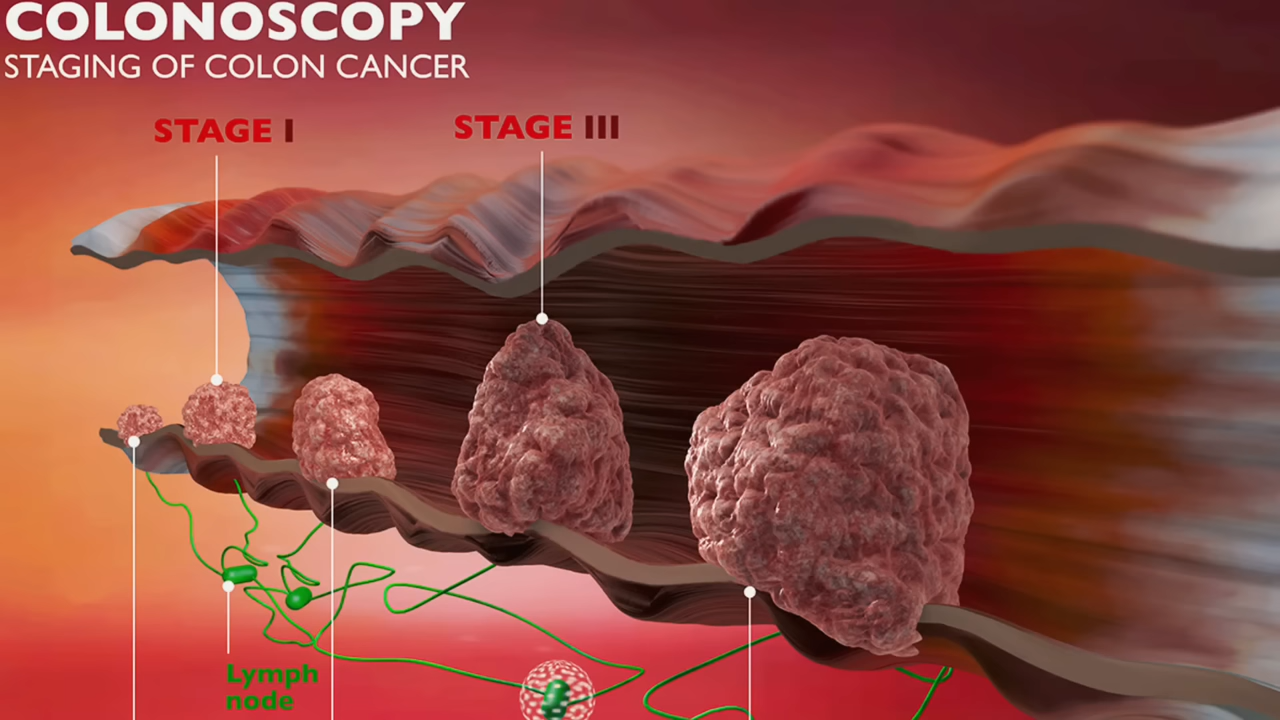 COLONOSCOPY
STAGING OF COLON CANCER
STAGE I
STAGE III
Lymph
node